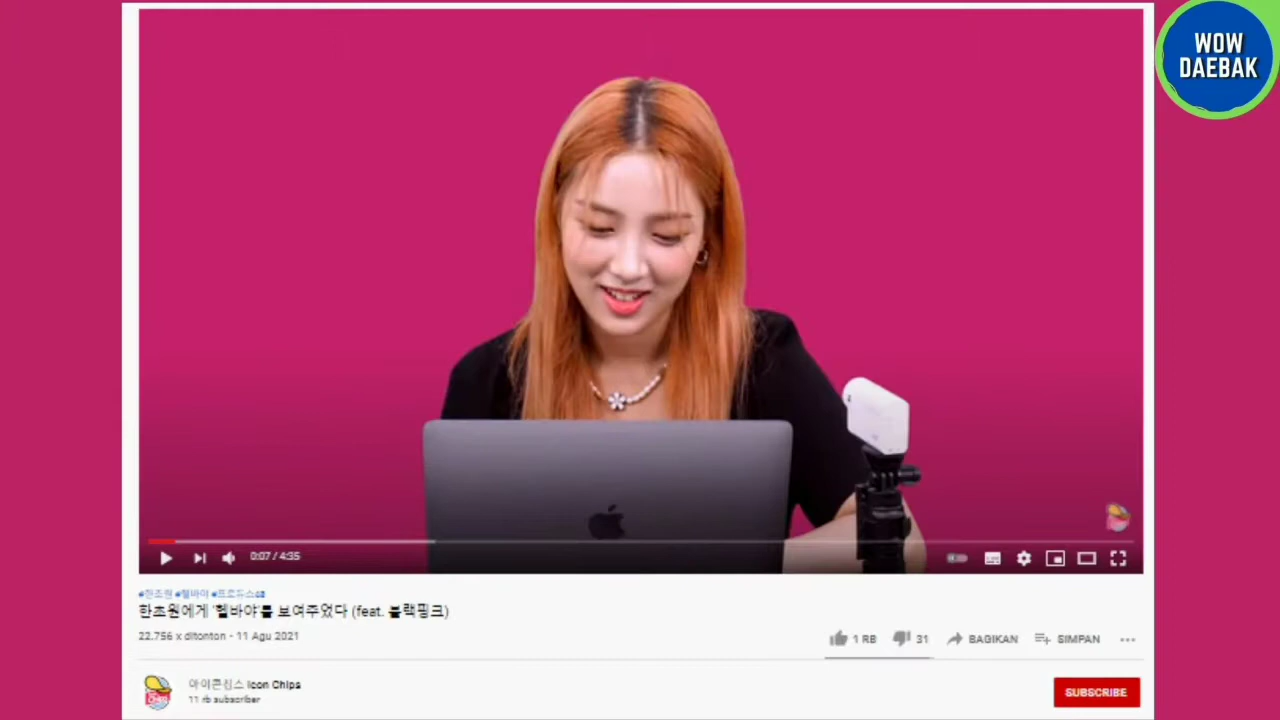 WOW
DAEBAK
0:07 / 4:35
#한초원 #헬바야 #프로듀스48
한초원에게 '헬바야'를 보여주었다 (feat. 블랙핑크)
22.756 x ditonton - 11 Agu 2021
1 RB 31 BAGIKAN SIMPAN
아이콘칩스 Icon Chips
11 rb subscriber
SUBSCRIBE